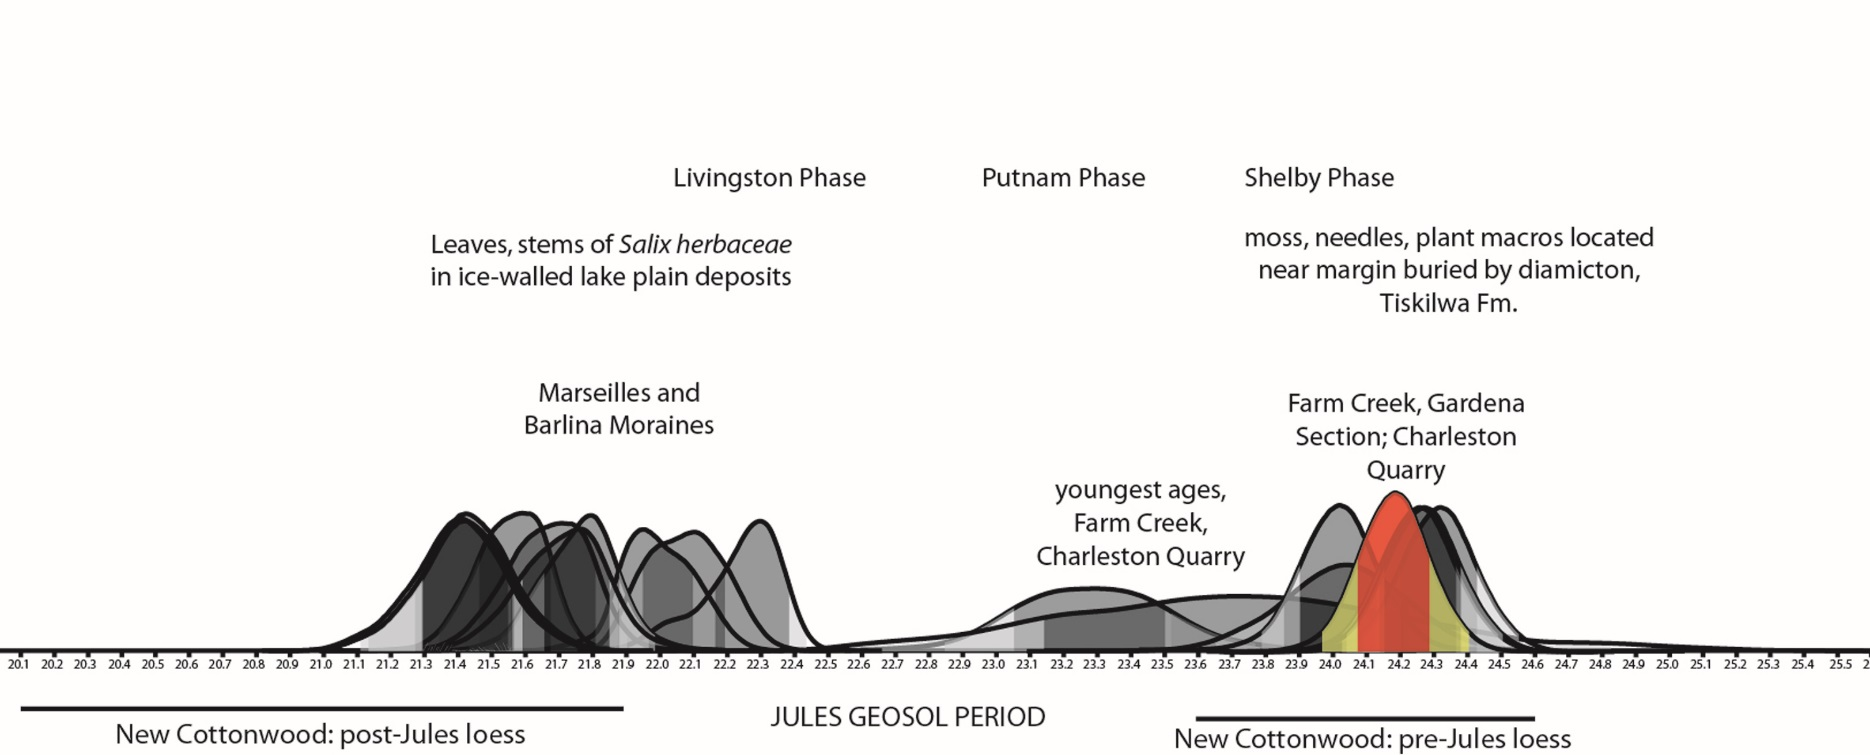 Livingston Phase
Putnam Phase
Shelby Phase
Leaves, stems of Salix herbaceae
in ice-walled lake plain deposits
moss, needles, plant macros located
near margin buried by diamicton,
Tiskilwa Fm.
Marseilles and
Barlina Moraines
Farm Creek, Gardena
Section; Charleston
Quarry
youngest ages,
Farm Creek,
Charleston Quarry
20.1 20.2 20.3 20.4 20.5 20.6 20.7 20.8 20.9 21.0 21.1 21.2 21.3 21.4 21.5 21.6 21.7 21.8 21.9 22.0 22.1 22.2 22.3 22.4 22.5 22.6 22.7 22.8 22.9 23.0 23.1 23.2 23.3 23.4 23.5 23.6 23.7 23.8 23.9 24.0 24.1 24.2 24.3 24.4 24.5 24.6 24.7 24.8 24.9 25.0 25.1 25.2 25.3 25.4 25.5
New Cottonwood: post-Jules loess
JULES GEOSOL PERIOD
New Cottonwood: pre-Jules loess